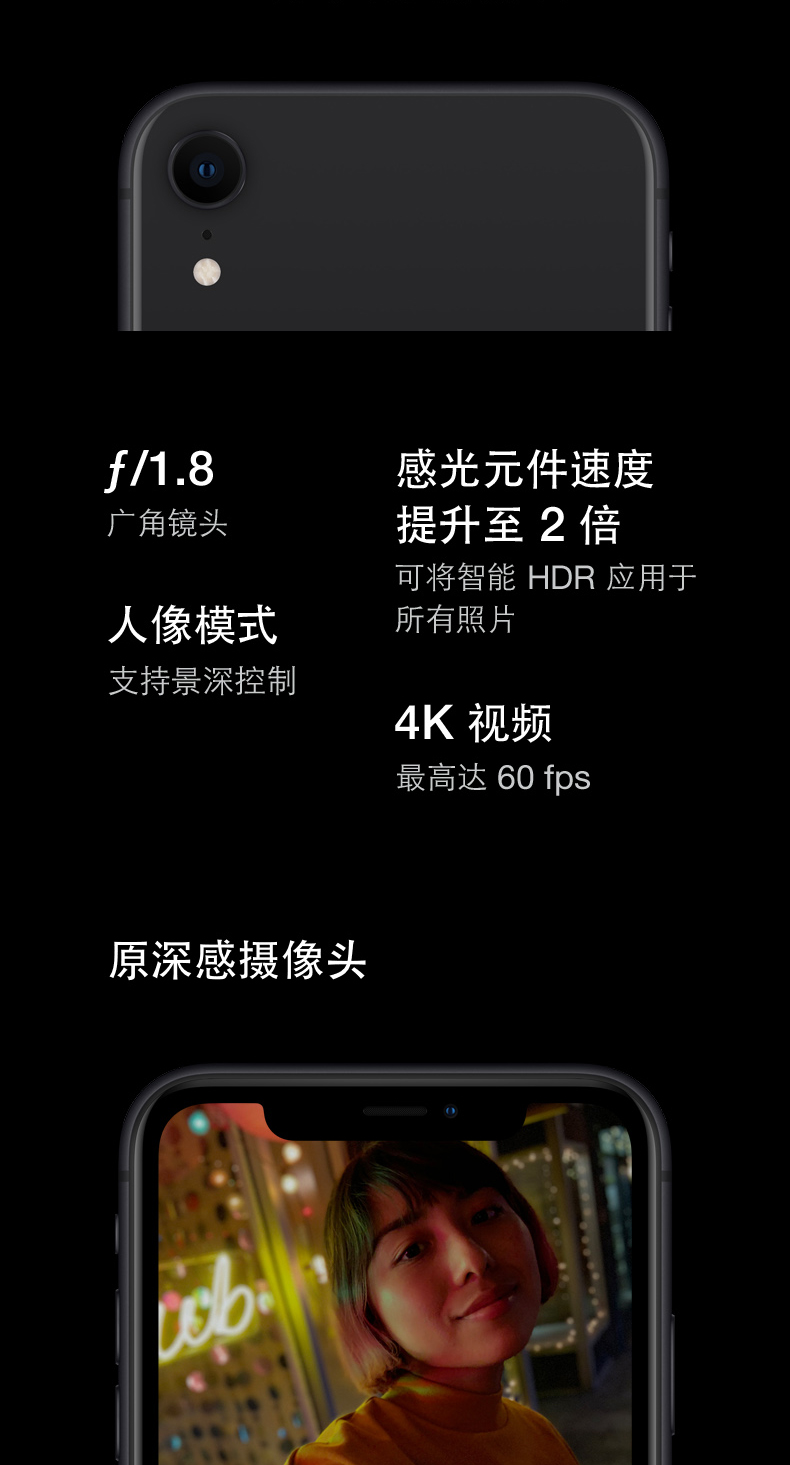 ƒ/1.8
广角镜头
人像模式
支持景深控制
感光元件速度
提升至 2 倍
可将智能 HDR 应用于
所有照片
4K 视频
最高达 60 fps
原深感摄像头
ub